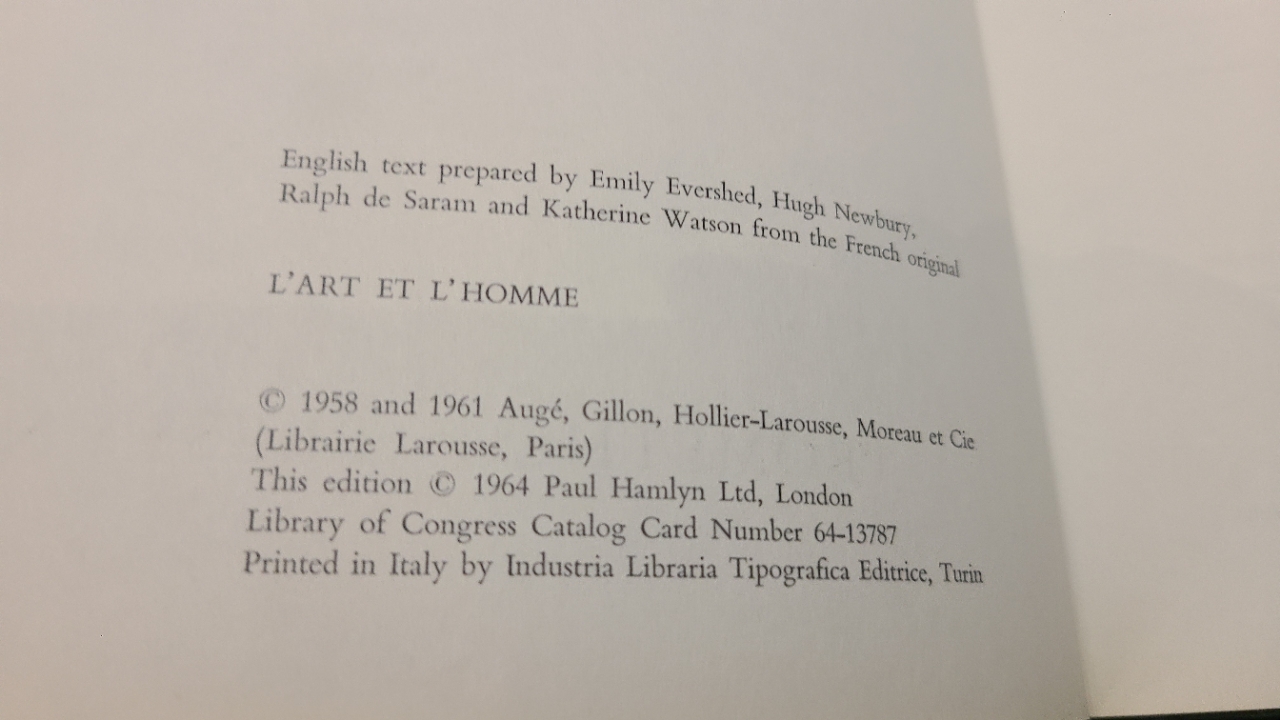 English text prepared by Emily Evershed, Hugh Newbury,
Ralph de Saram and Katherine Watson from the French original
L'ART ET L'HOMME
© 1958 and 1961 Augé, Gillon, Hollier-Larousse, Moreau et Cie
(Librairie Larousse, Paris)
This edition © 1964 Paul Hamlyn Ltd, London
Library of Congress Catalog Card Number 64-13787
Printed in Italy by Industria Libraria Tipografica Editrice, Turin